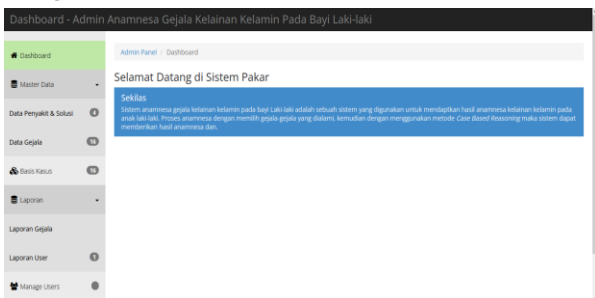 Dashboard - Admin Anamnesa Gejala Kelainan Kelamin Pada Bayi Laki-laki
Dashboard
Admin Panel / Dashboard
Master Data
Selamat Datang di Sistem Pakar
Sekilas
Sistem anamnesa gejala kelainan kelamin pada bayi Laki-laki adalah sebuah sistem yang digunakan untuk mendaptkan hasil anamnesa kelainan kelamin pada
anak laki-laki. Proses anamnesa dengan memilih gejala-gejala yang dialami, kemudian dengan menggunakan metode Case Based Reasoning maka sistem dapat
memberikan hasil anamnesa dan.
Data Penyakit & Solusi
Data Gejala 16
Basis Kasus 16
Laporan
Laporan Gejala
Laporan User 1
Manage Users